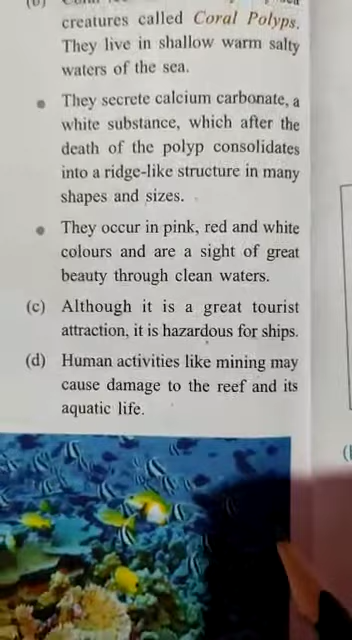 creatures called Coral Polyps.
They live in shallow warm salty
waters of the sea.
• They secrete calcium carbonate, a
white substance, which after the
death of the polyp consolidates
into a ridge-like structure in many
shapes and sizes.
• They occur in pink, red and white
colours and are a sight of great
beauty through clean waters.
(c) Although it is a great tourist
attraction, it is hazardous for ships.
(d) Human activities like mining may
cause damage to the reef and its
aquatic life.